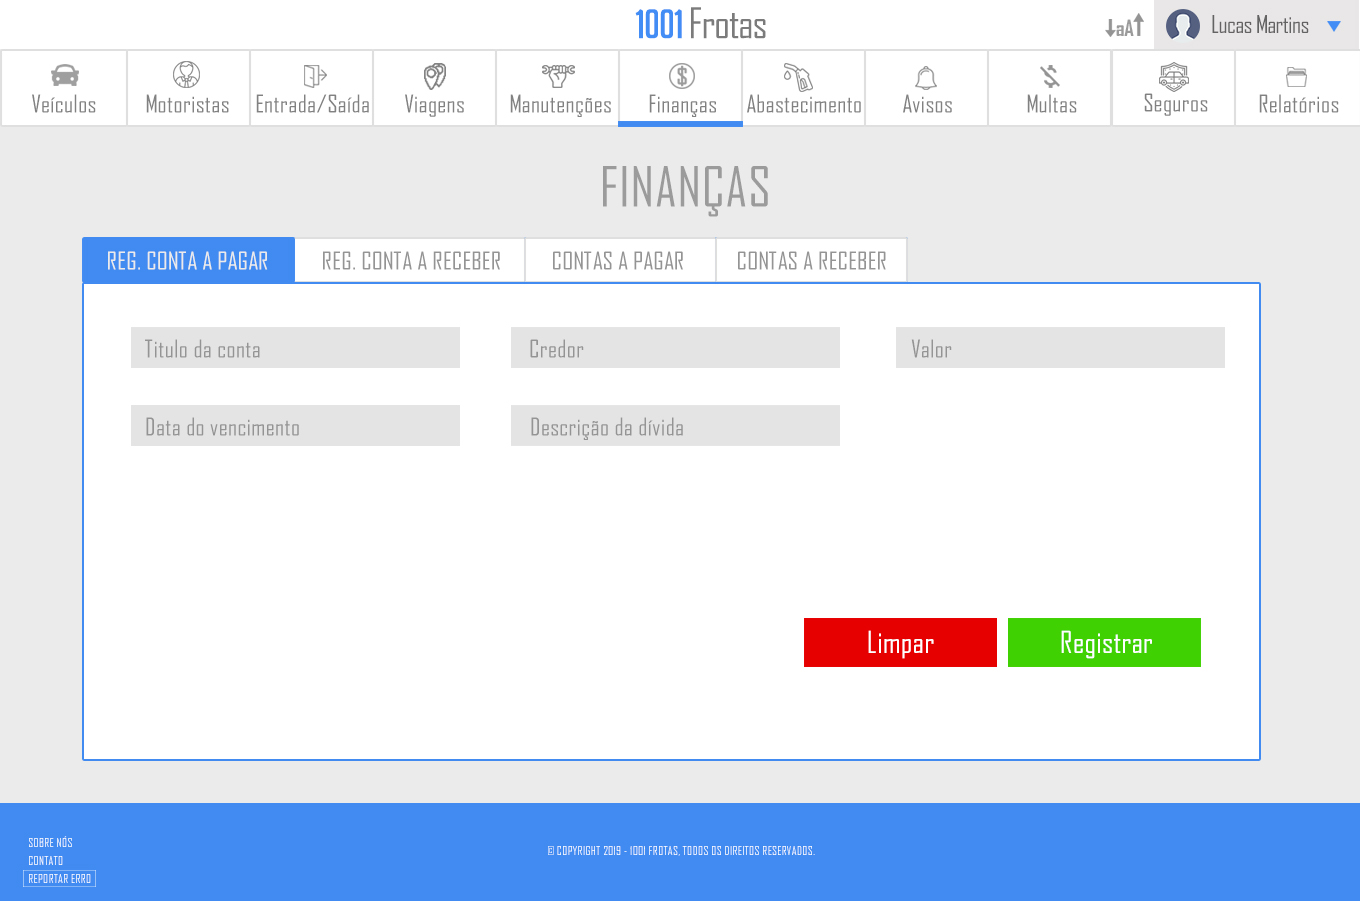 1001 Frotas
aA
Lucas Martins
Veículos
Motoristas
Entrada/Saída
Viagens
Manutenções
Finanças
Abastecimento
Avisos
Multas
Seguros
Relatórios
FINANÇAS
REG. CONTA A PAGAR
REG. CONTA A RECEBER
CONTAS A PAGAR
CONTAS A RECEBER
Titulo da conta
Credor
Valor
Data do vencimento
Descrição da dívida
Limpar
Registrar
SOBRE NÓS
CONTATO
REPORTAR ERRO
© COPYRIGHT 2019 - 1001 FROTAS, TODOS OS DIREITOS RESERVADOS.